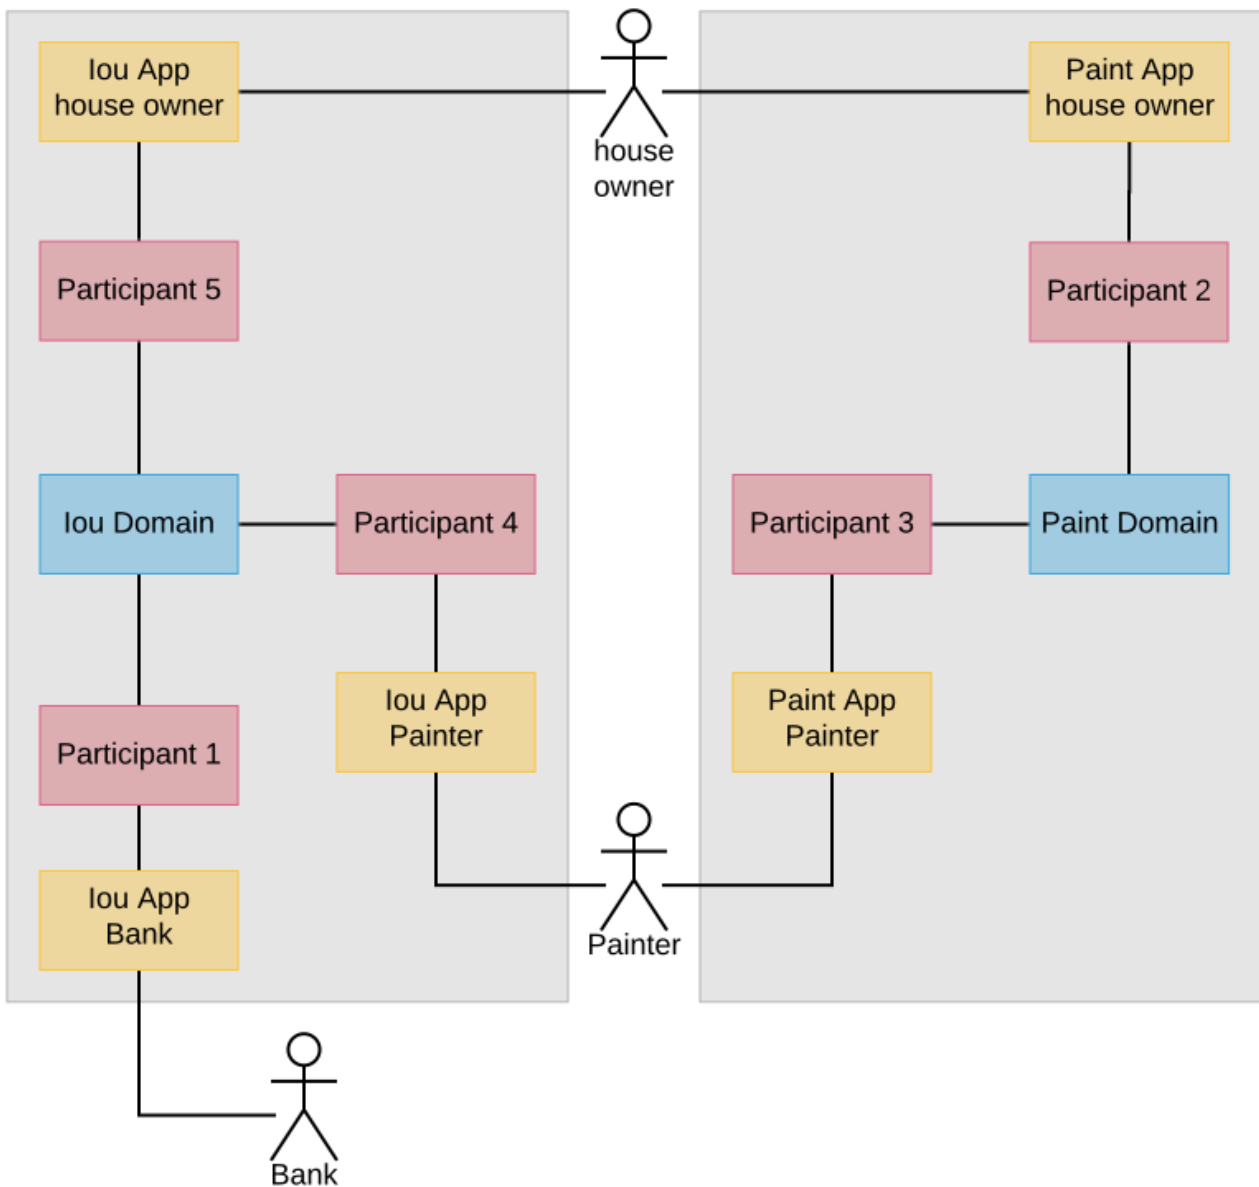 Iou App
house owner
house
owner
Paint App
house owner
Participant 5
Participant 2
Iou Domain
Participant 4
Participant 3
Paint Domain
Iou App
Painter
Paint App
Painter
Participant 1
Iou App
Bank
Painter
Bank